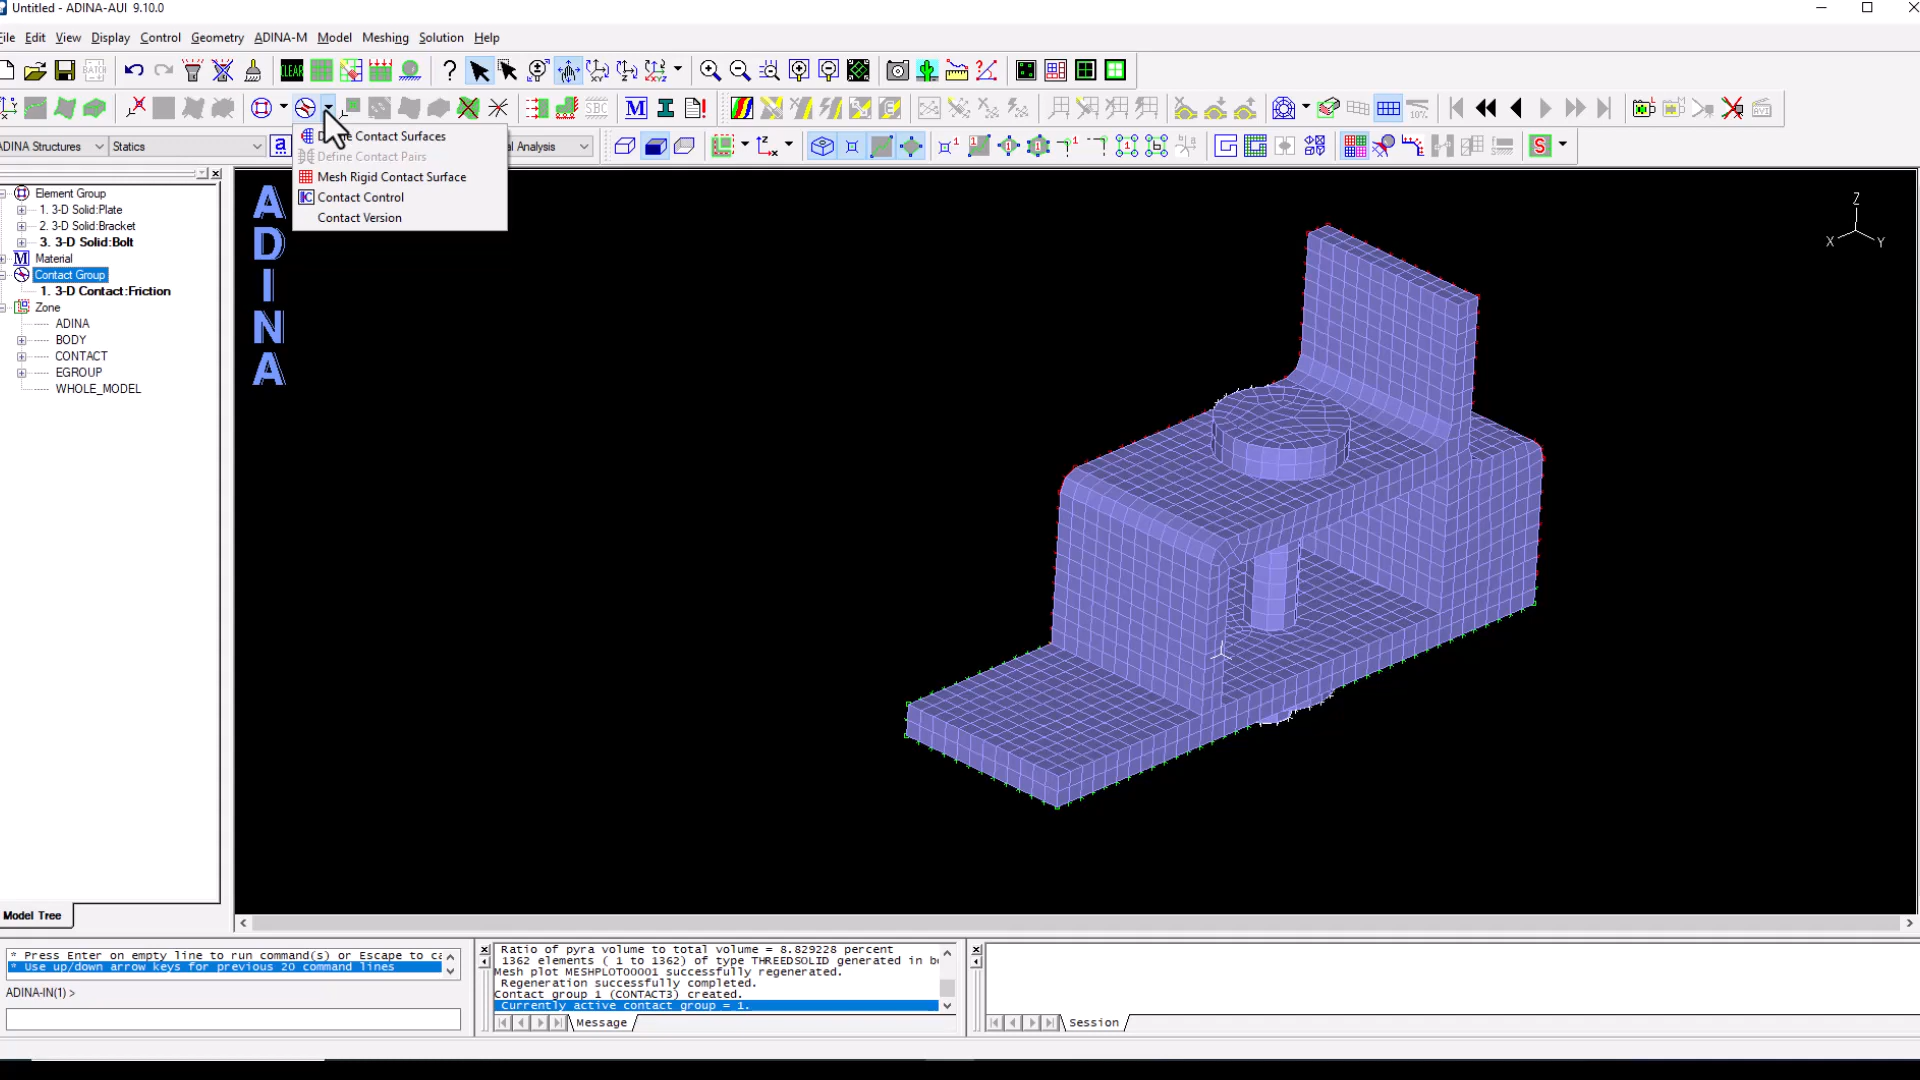 Untitled - ADINA-AUI 9.10.0
File Edit View Display Control Geometry ADINA-M Model Meshing Solution Help
CLEAR
BATCH
SBC
10%
AVI
ADINA Structures
Statics
al Analysis
Contact Surfaces
Define Contact Pairs
Mesh Rigid Contact Surface
Contact Control
Contact Version
Element Group
1. 3-D Solid:Plate
2. 3-D Solid:Bracket
3. 3-D Solid:Bolt
Material
Contact Group
1. 3-D Contact:Friction
Zone
ADINA
BODY
CONTACT
EGROUP
WHOLE_MODEL
Model Tree
A
D
I
N
A
Z
X
Y
* Press Enter on empty line to run command(s) or Escape to ca
* Use up/down arrow keys for previous 20 command lines
ADINA-IN(1) >
Ratio of pyra volume to total volume = 8.829228 percent
1362 elements ( 1 to 1362) of type THREEDSOLID generated in b
Mesh plot MESHPLOT00001 successfully regenerated.
Regeneration successfully completed.
Contact group 1 (CONTACT3) created.
Currently active contact group = 1.
Message
Session